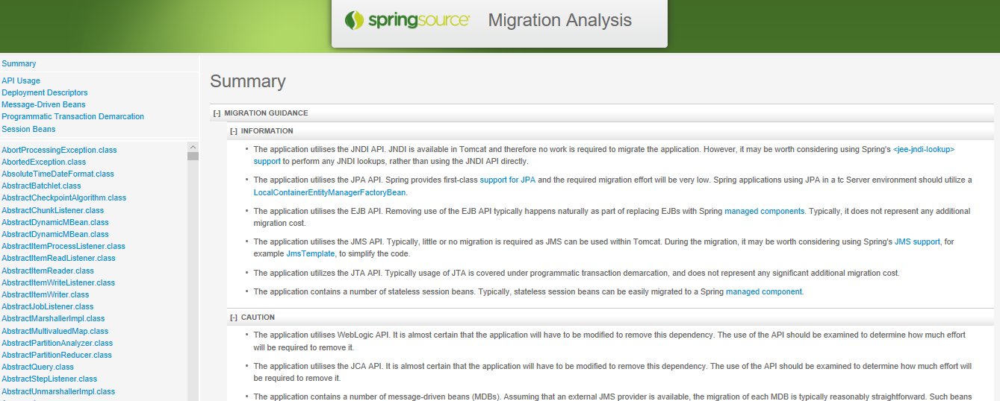 springsource Migration Analysis
Summary
API Usage
Deployment Descriptors
Message-Driven Beans
Programmatic Transaction Demarcation
Session Beans
AbortProcessingException.class
AbortedException.class
AbsoluteTimeDateFormat.class
AbstractBatchlet.class
AbstractCheckpointAlgorithm.class
AbstractChunkListener.class
AbstractDynamicMBean.class
AbstractDynamicMBean.class
AbstractItemProcessListener.class
AbstractItemReadListener.class
AbstractItemReader.class
AbstractItemWriteListener.class
AbstractItemWriter.class
AbstractJobListener.class
AbstractMarshallerImpl.class
AbstractMultivaluedMap.class
AbstractPartitionAnalyzer.class
AbstractPartitionReducer.class
AbstractQuery.class
AbstractStepListener.class
AbstractUnmarshallerImpl.class
Summary
[-] MIGRATION GUIDANCE
[-] INFORMATION
• The application utilises the JNDI API. JNDI is available in Tomcat and therefore no work is required to migrate the application. However, it may be worth considering using Spring's <jee-jndi-lookup>
support to perform any JNDI lookups, rather than using the JNDI API directly.
• The application utilises the JPA API. Spring provides first-class support for JPA and the required migration effort will be very low. Spring applications using JPA in a tc Server environment should utilize a
LocalContainerEntityManagerFactoryBean.
• The application utilises the EJB API. Removing use of the EJB API typically happens naturally as part of replacing EJBs with Spring managed components. Typically, it does not represent any additional
migration cost.
• The application utilises the JMS API. Typically, little or no migration is required as JMS can be used within Tomcat. During the migration, it may be worth considering using Spring's JMS support, for
example JmsTemplate, to simplify the code.
• The application utilizes the JTA API. Typically usage of JTA is covered under programmatic transaction demarcation, and does not represent any significant additional migration cost.
• The application contains a number of stateless session beans. Typically, stateless session beans can be easily migrated to a Spring managed component.
[-] CAUTION
• The application utilises WebLogic API. It is almost certain that the application will have to be modified to remove this dependency. The use of the API should be examined to determine how much effort
will be required to remove it.
• The application utilises the JCA API. It is almost certain that the application will have to be modified to remove this dependency. The use of the API should be examined to determine how much effort will
be required to remove it.
• The application contains a number of message-driven beans (MDBs). Assuming that an external JMS provider is available, the migration of each MDB is typically reasonably straightforward. Such beans